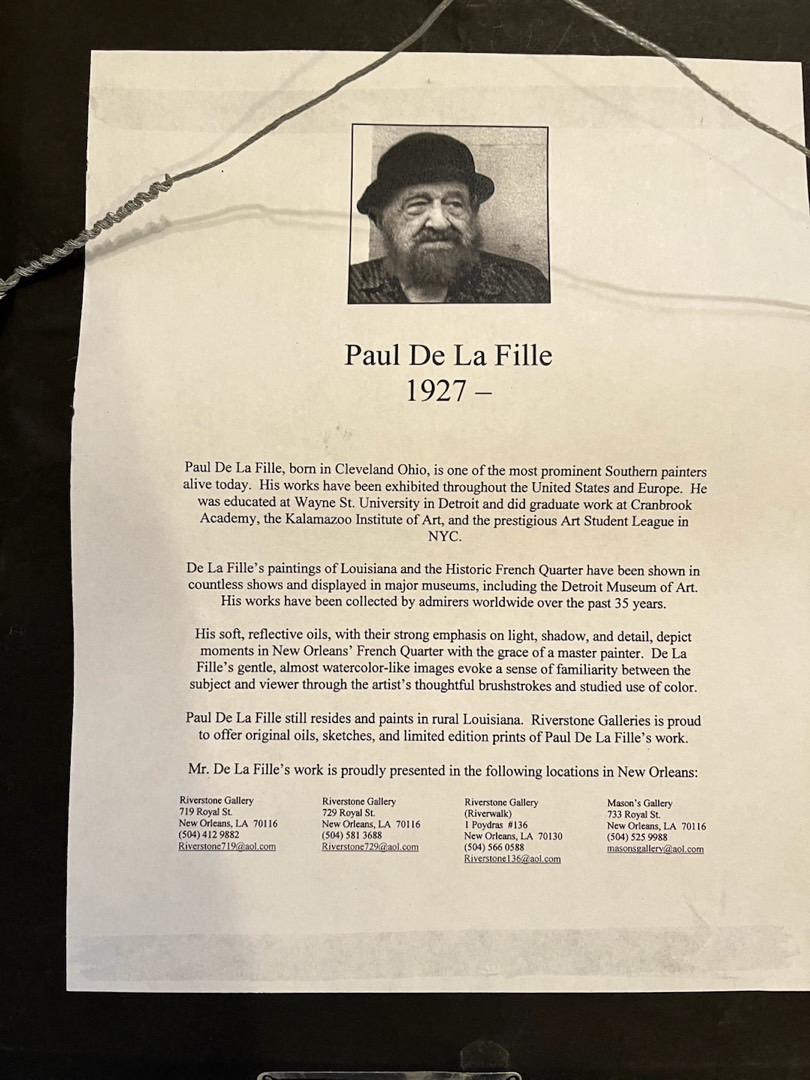 Paul De La Fille
1927 –
Paul De La Fille, born in Cleveland Ohio, is one of the most prominent Southern painters
alive today. His works have been exhibited throughout the United States and Europe. He
was educated at Wayne St. University in Detroit and did graduate work at Cranbrook
Academy, the Kalamazoo Institute of Art, and the prestigious Art Student League in
NYC.
De La Fille's paintings of Louisiana and the Historic French Quarter have been shown in
countless shows and displayed in major museums, including the Detroit Museum of Art.
His works have been collected by admirers worldwide over the past 35 years.
His soft, reflective oils, with their strong emphasis on light, shadow, and detail, depict
moments in New Orleans' French Quarter with the grace of a master painter. De La
Fille's gentle, almost watercolor-like images evoke a sense of familiarity between the
subject and viewer through the artist's thoughtful brushstrokes and studied use of color.
Paul De La Fille still resides and paints in rural Louisiana. Riverstone Galleries is proud
to offer original oils, sketches, and limited edition prints of Paul De La Fille's work.
Mr. De La Fille's work is proudly presented in the following locations in New Orleans:
Riverstone Gallery
719 Royal St.
New Orleans, LA 70116
(504) 412 9882
Riverstone719@aol.com
Riverstone Gallery
729 Royal St.
New Orleans, LA 70116
(504) 581 3688
Riverstone729@aol.com
Riverstone Gallery
(Riverwalk)
1 Poydras #136
New Orleans, LA 70130
(504) 566 0588
Riverstone136@aol.com
Mason's Gallery
733 Royal St.
New Orleans, LA 70116
(504) 525 9988
masonsgallery@aol.com